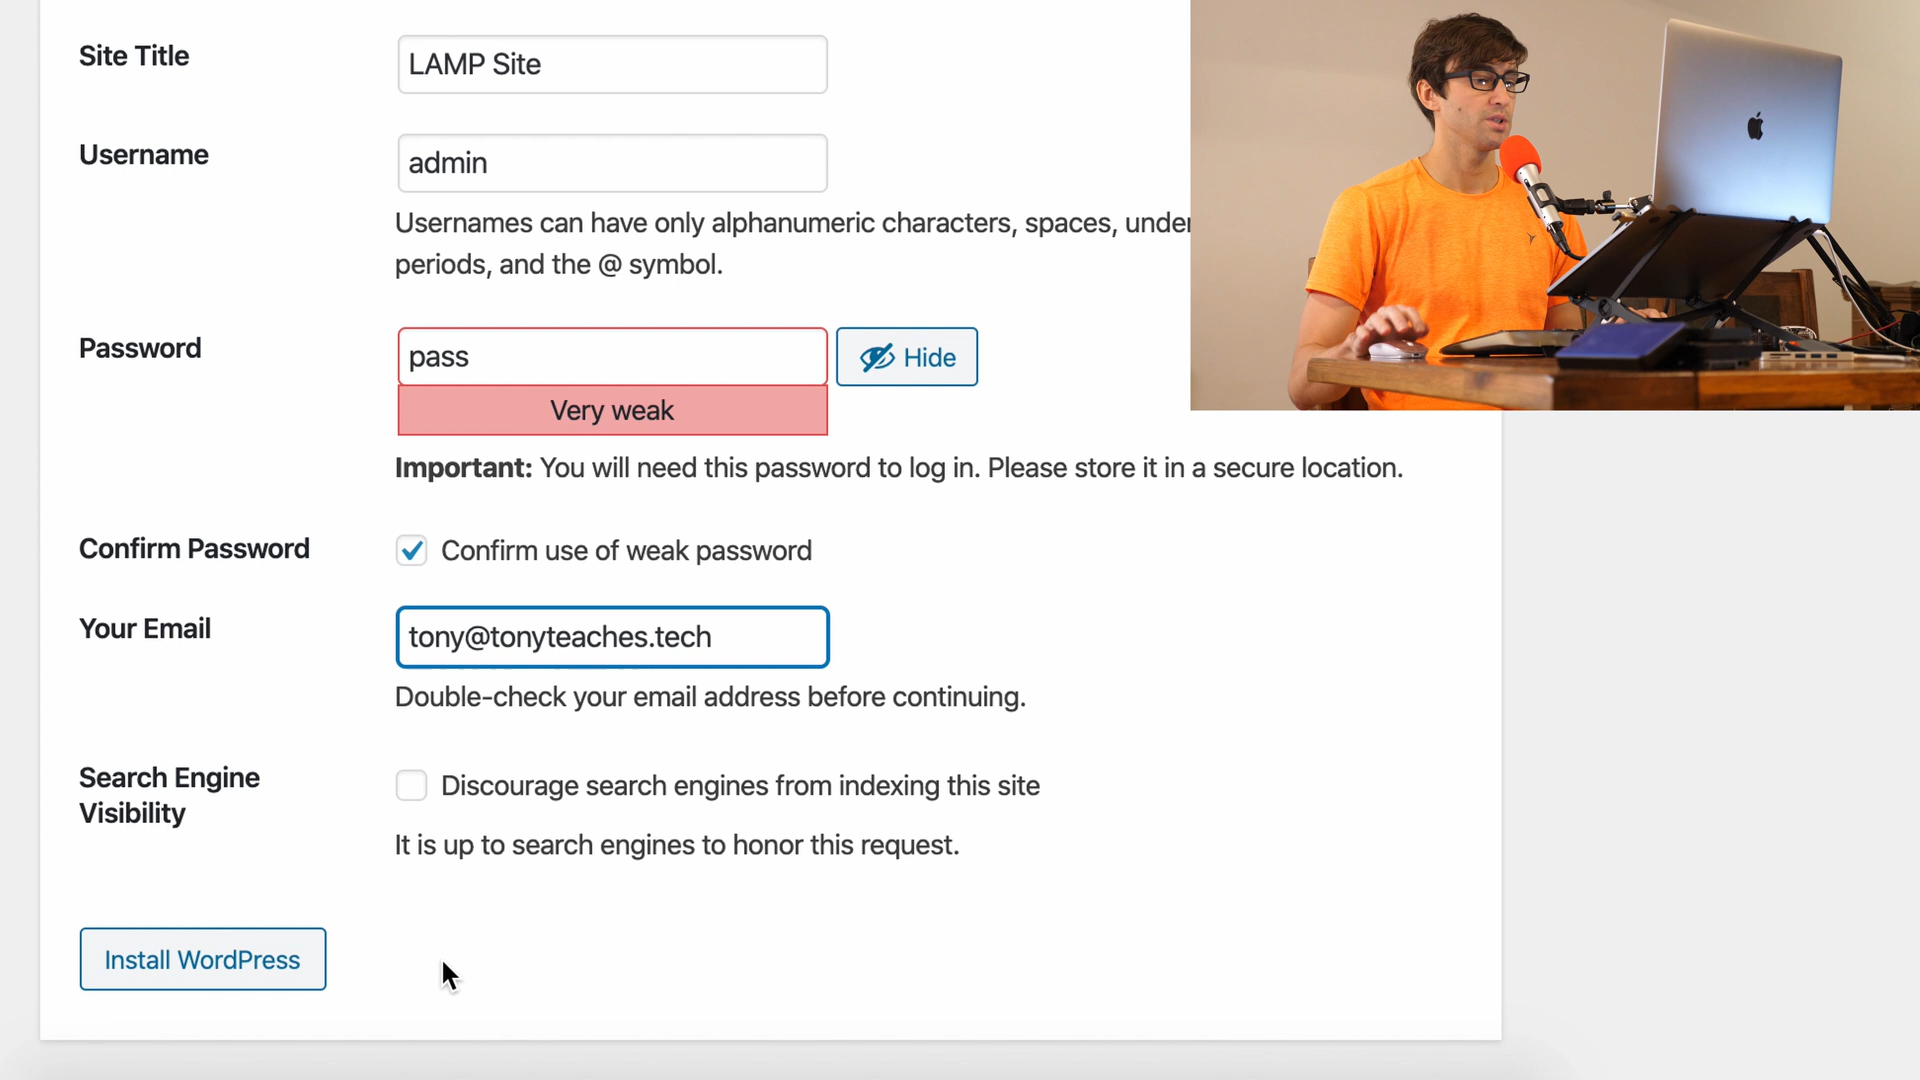 Site Title
LAMP Site
Username
admin
Usernames can have only alphanumeric characters, spaces, under
periods, and the @ symbol.
Password
pass
Hide
Very weak
Important: You will need this password to log in. Please store it in a secure location.
Confirm Password
Confirm use of weak password
Your Email
tony@tonyteaches.tech
Double-check your email address before continuing.
Search Engine
Visibility
Discourage search engines from indexing this site
It is up to search engines to honor this request.
Install WordPress